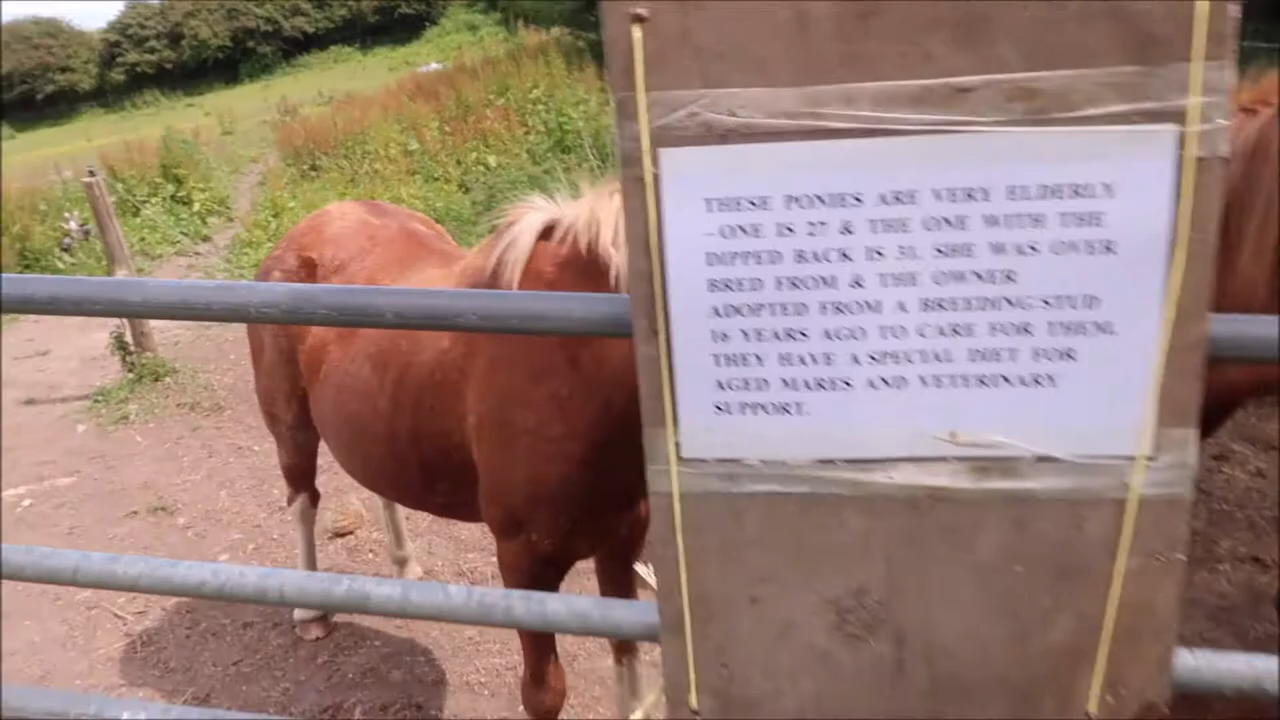 THESE PONIES ARE VERY ELDERLY
- ONE IS 27 & THE ONE WITH THE
DIPPED BACK IS 31. SHE WAS OVER
BRED FROM & THE OWNER
ADOPTED FROM A BREEDING STUD
16 YEARS AGO TO CARE FOR THEM.
THEY HAVE A SPECIAL DIET FOR
AGED MARES AND VETERINARY
SUPPORT.